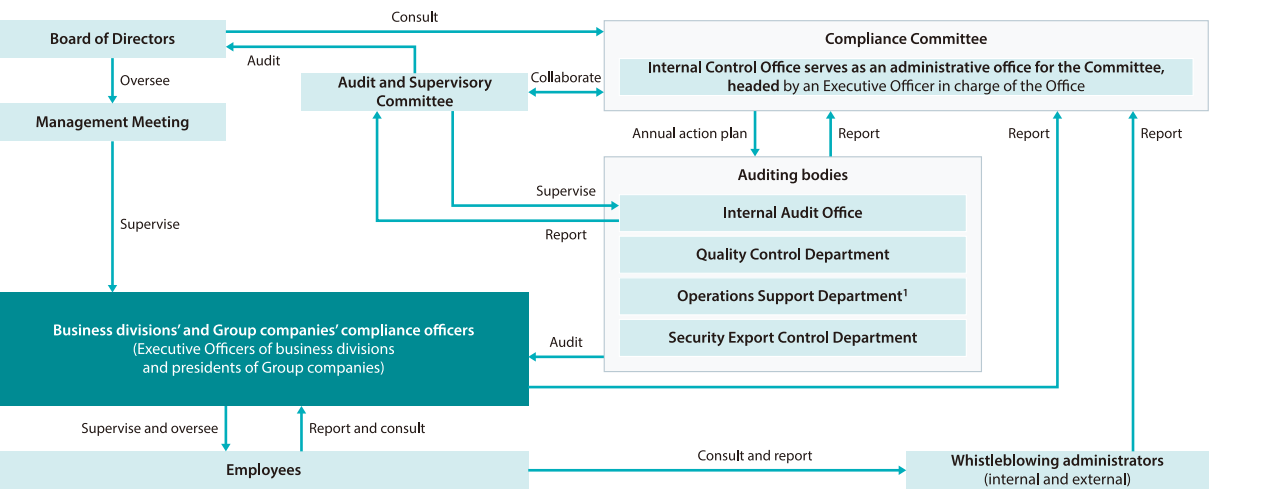 Consult
Board of Directors
Compliance Committee
Audit
Oversee
Audit and Supervisory
Committee
Collaborate
Internal Control Office serves as an administrative office for the Committee,
headed by an Executive Officer in charge of the Office
Management Meeting
Annual action plan
Report
Report
Report
Auditing bodies
Supervise
Internal Audit Office
Supervise
Report
Quality Control Department
Operations Support Department¹
Business divisions’ and Group companies’ compliance officers
(Executive Officers of business divisions
and presidents of Group companies)
Audit
Security Export Control Department
Supervise and oversee
Report and consult
Consult and report
Employees
Whistleblowing administrators
(internal and external)